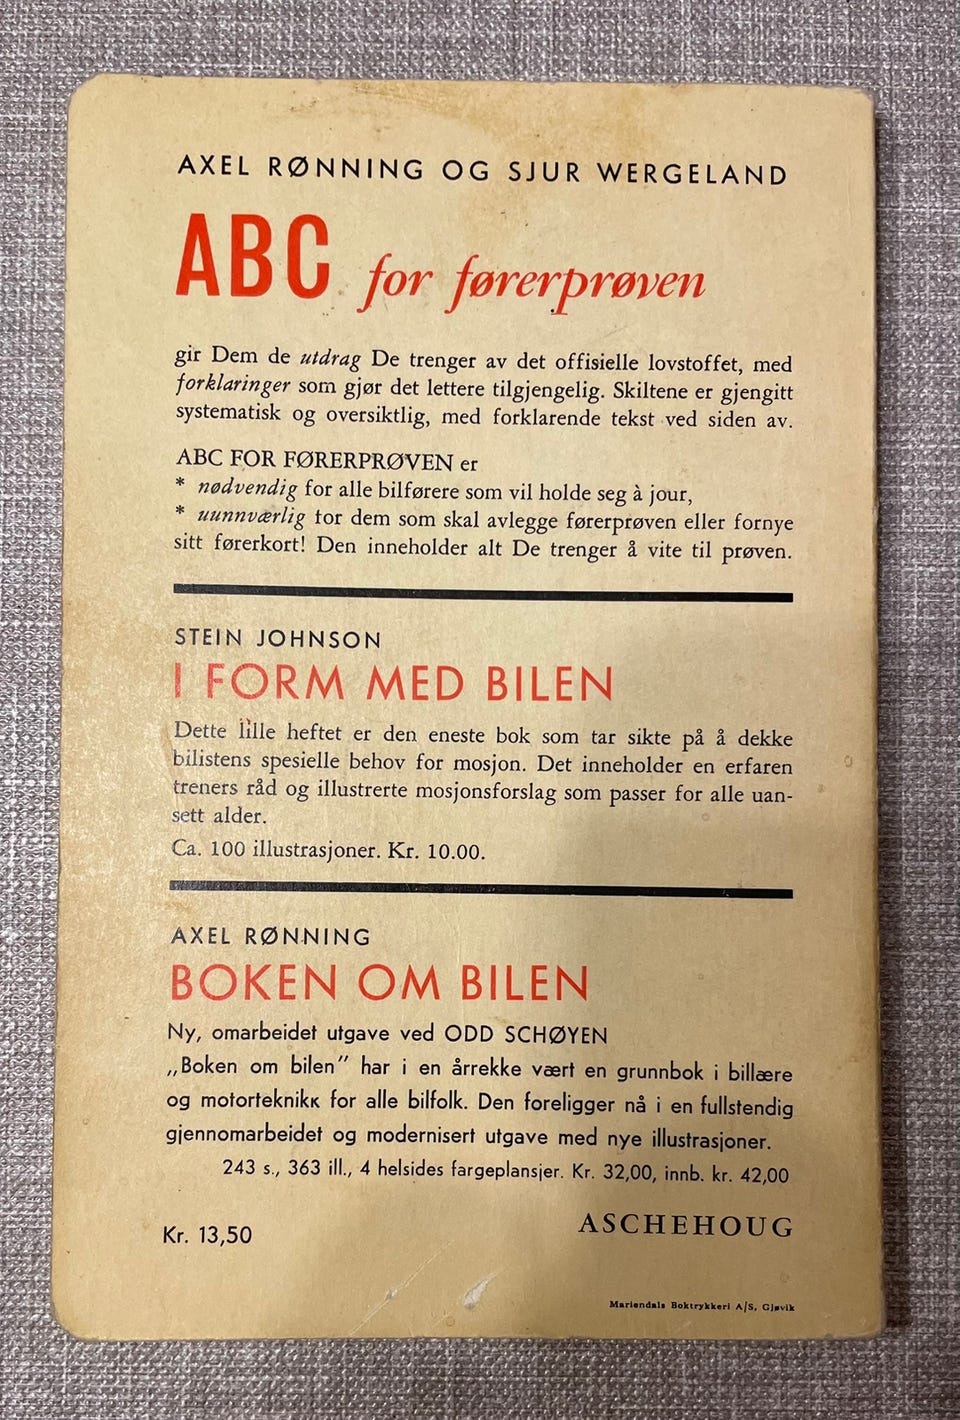 AXEL RØNNING OG SJUR WERGELAND
ABC for førerprøven
gir Dem de utdrag De trenger av det offisielle lovstoffet, med
forklaringer som gjør det lettere tilgjengelig. Skiltene er gjengitt
systematisk og oversiktlig, med forklarende tekst ved siden av.
ABC FOR FØRERPRØVEN er
* nødvendig for alle bilførere som vil holde seg à jour,
* uunnværlig for dem som skal avlegge førerprøven eller fornye
sitt førerkort! Den inneholder alt De trenger å vite til prøven.
STEIN JOHNSON
I FORM MED BILEN
Dette lille heftet er den eneste bok som tar sikte på å dekke
bilistens spesielle behov for mosjon. Det inneholder en erfaren
treners råd og illustrerte mosjonsforslag som passer for alle uan-
sett alder.
Ca. 100 illustrasjoner. Kr. 10.00.
AXEL RØNNING
BOKEN OM BILEN
Ny, omarbeidet utgave ved ODD SCHØYEN
„Boken om bilen” har i en årrekke vært en grunnbok i billære
og motorteknikk for alle bilfolk. Den foreligger nå i en fullstendig
gjennomarbeidet og modernisert utgave med nye illustrasjoner.
243 s., 363 ill., 4 helsides fargeplansjer. Kr. 32,00, innb. kr. 42,00
Kr. 13,50
ASCHEHOUG
Mariendals Boktrykkeri A/S, Gjøvik